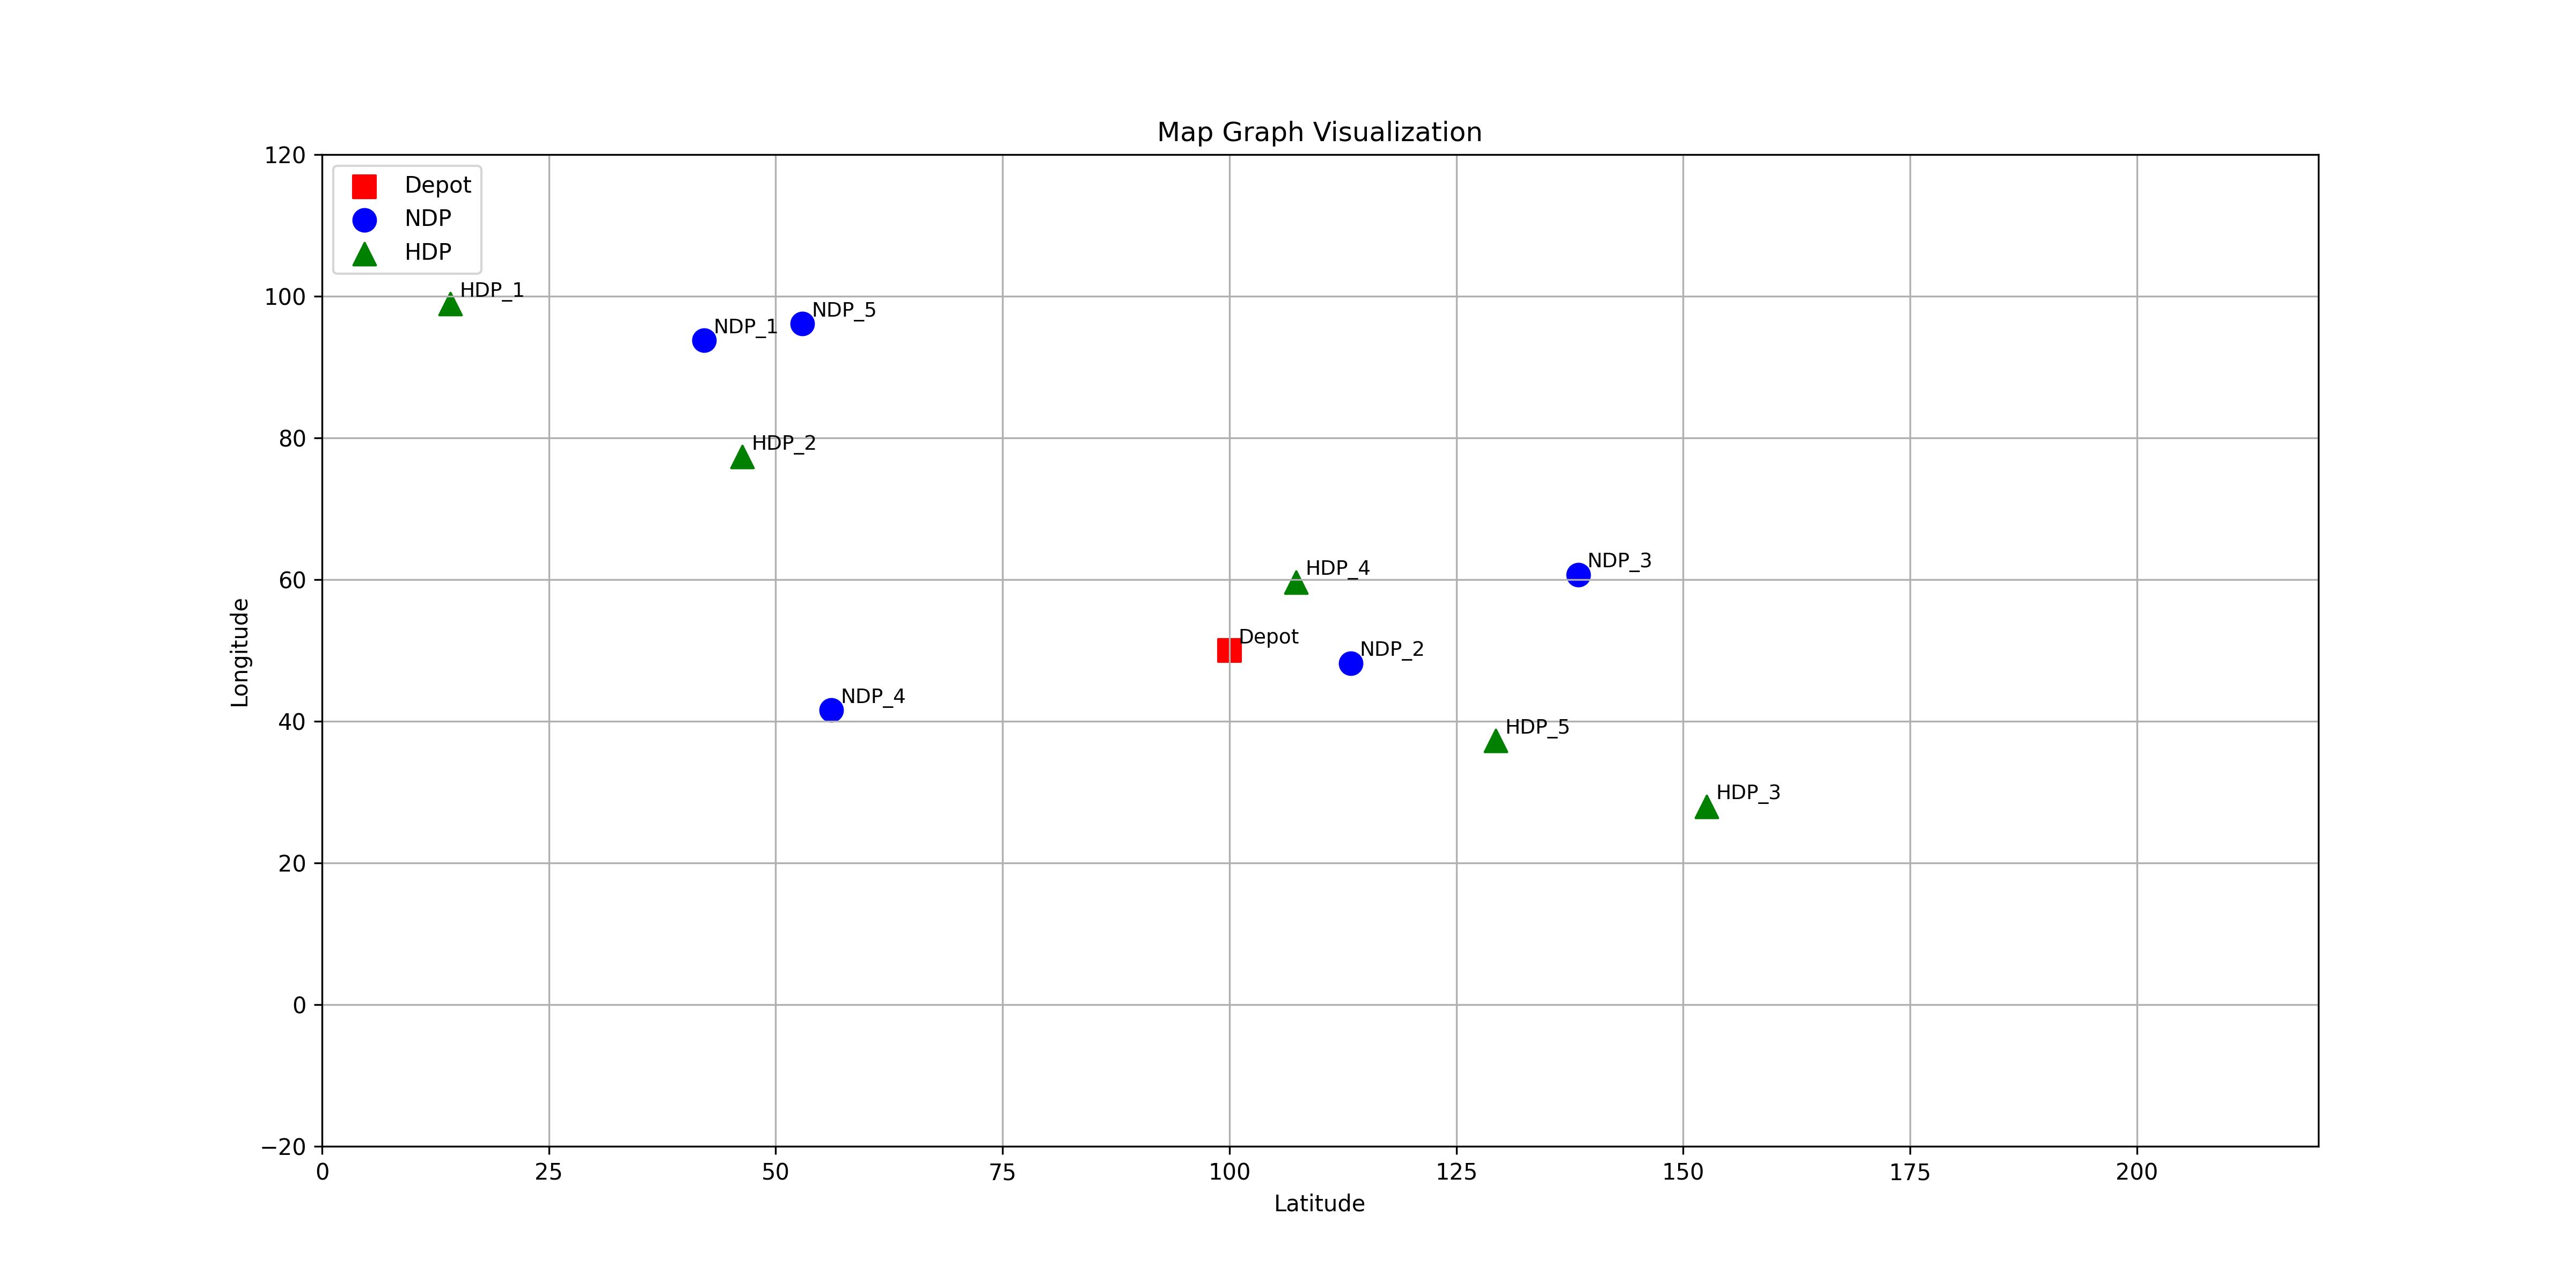 Map Graph Visualization
120
100
80
60
40
20
0
−20
Longitude
Depot
NDP
HDP
HDP_1
NDP_5
NDP_1
HDP_2
NDP_3
HDP_4
Depot
NDP_2
NDP_4
HDP_5
HDP_3
0 25 50 75 100 125 150 175 200
Latitude